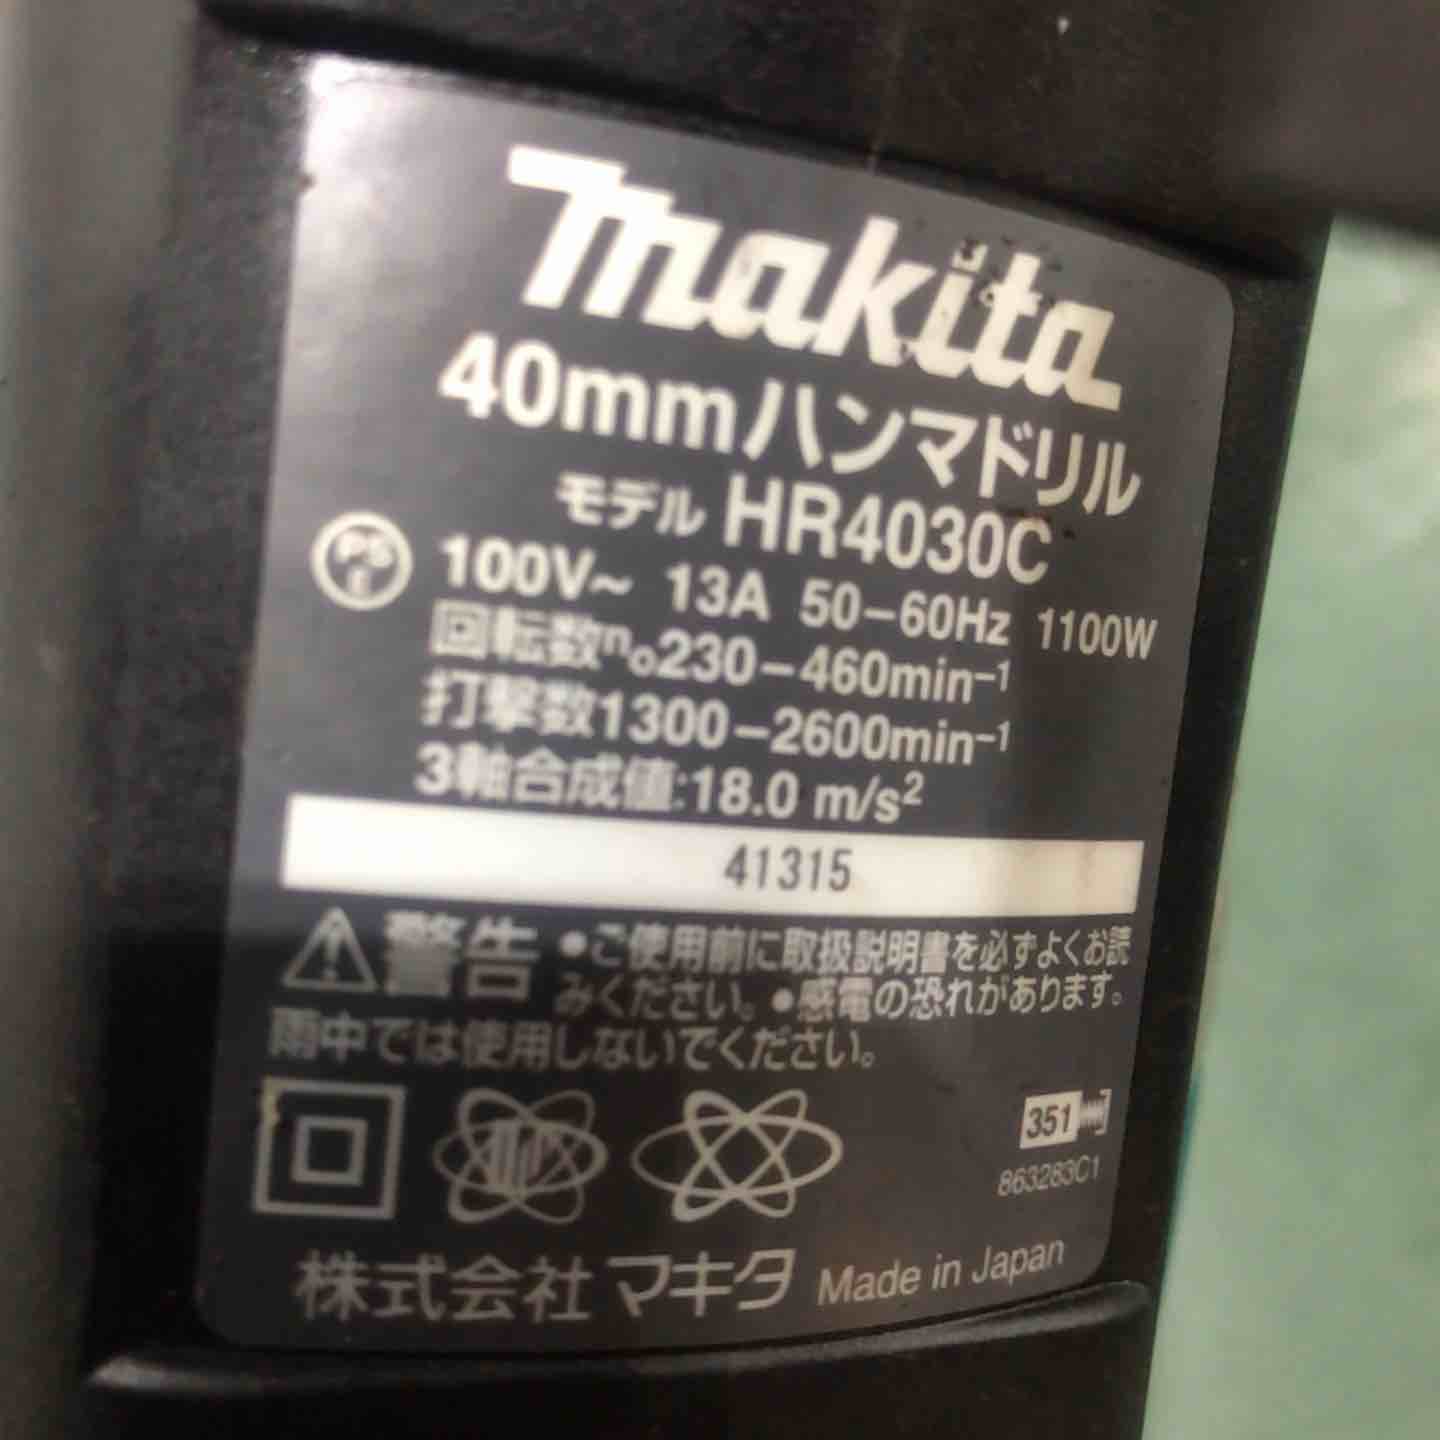 makita
40mmハンマドリル
モデル HR4030C
PS
E
100V~ 13A 50-60Hz 1100W
回転数n₀230-460min⁻¹
打撃数1300-2600min⁻¹
3軸合成値:18.0 m/s²
41315
警告 •ご使用前に取扱説明書を必ずよくお読
みください。•感電の恐れがあります。
雨中では使用しないでください。
351
863283C1
株式会社マキタ Made in Japan